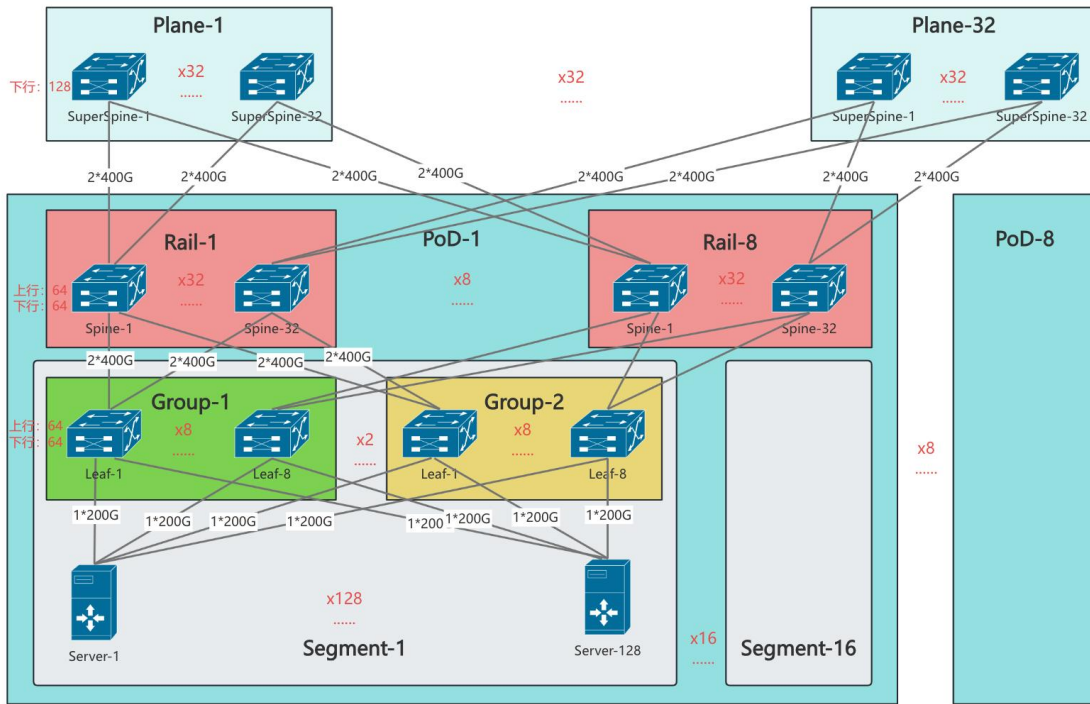 Plane-1
Plane-32
下行：128
x32
......
x32
......
x32
......
SuperSpine-1
SuperSpine-32
SuperSpine-1
SuperSpine-32
2*400G
2*400G
2*400G
2*400G
2*400G
2*400G
2*400G
2*400G
Rail-1
PoD-1
Rail-8
PoD-8
上行：64
下行：64
x32
......
x8
......
x32
......
Spine-1
Spine-32
Spine-1
Spine-32
2*400G
2*400G
2*400G
2*400G
Group-1
Group-2
上行：64
下行：64
x8
......
x2
......
x8
......
x8
......
Leaf-1
Leaf-8
Leaf-1
Leaf-8
1*200G
1*200G
1*200G
1*200G
1*200G
1*200G
1*200G
1*200G
x128
......
x16
......
Server-1
Segment-1
Server-128
Segment-16